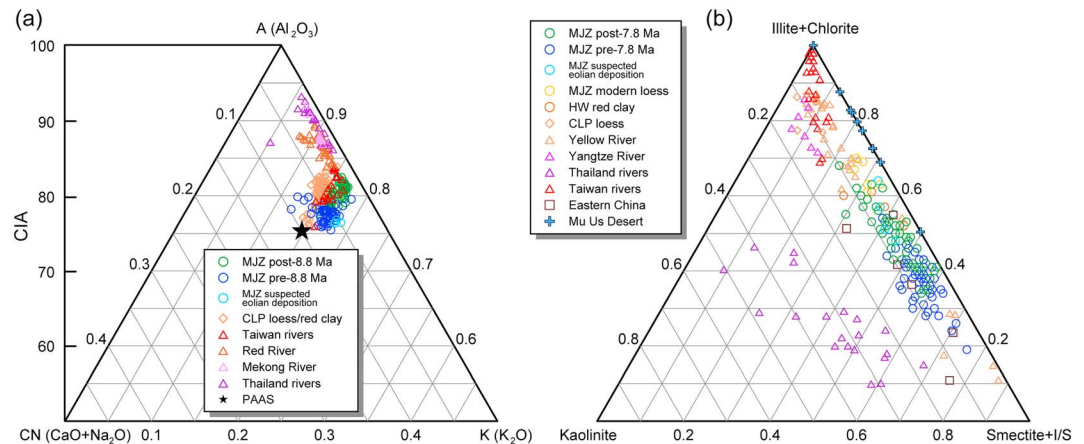 (a)
A (Al₂O₃)
100
90
80
70
60
CIA
0.1
0.2
0.3
0.4
0.9
0.8
0.7
0.6
MJZ post-8.8 Ma
MJZ pre-8.8 Ma
MJZ suspected
eolian deposition
CLP loess/red clay
Taiwan rivers
Red River
Mekong River
Thailand rivers
PAAS
CN (CaO+Na₂O)
0.1
0.2
0.3
0.4
K (K₂O)
MJZ post-7.8 Ma
MJZ pre-7.8 Ma
MJZ suspected
eolian deposition
MJZ modern loess
HW red clay
CLP loess
Yellow River
Yangtze River
Thailand rivers
Taiwan rivers
Eastern China
Mu Us Desert
(b)
Illite+Chlorite
0.2
0.4
0.6
0.8
0.8
0.6
0.4
0.2
Kaolinite
0.2
0.4
0.6
0.8
Smectite+I/S